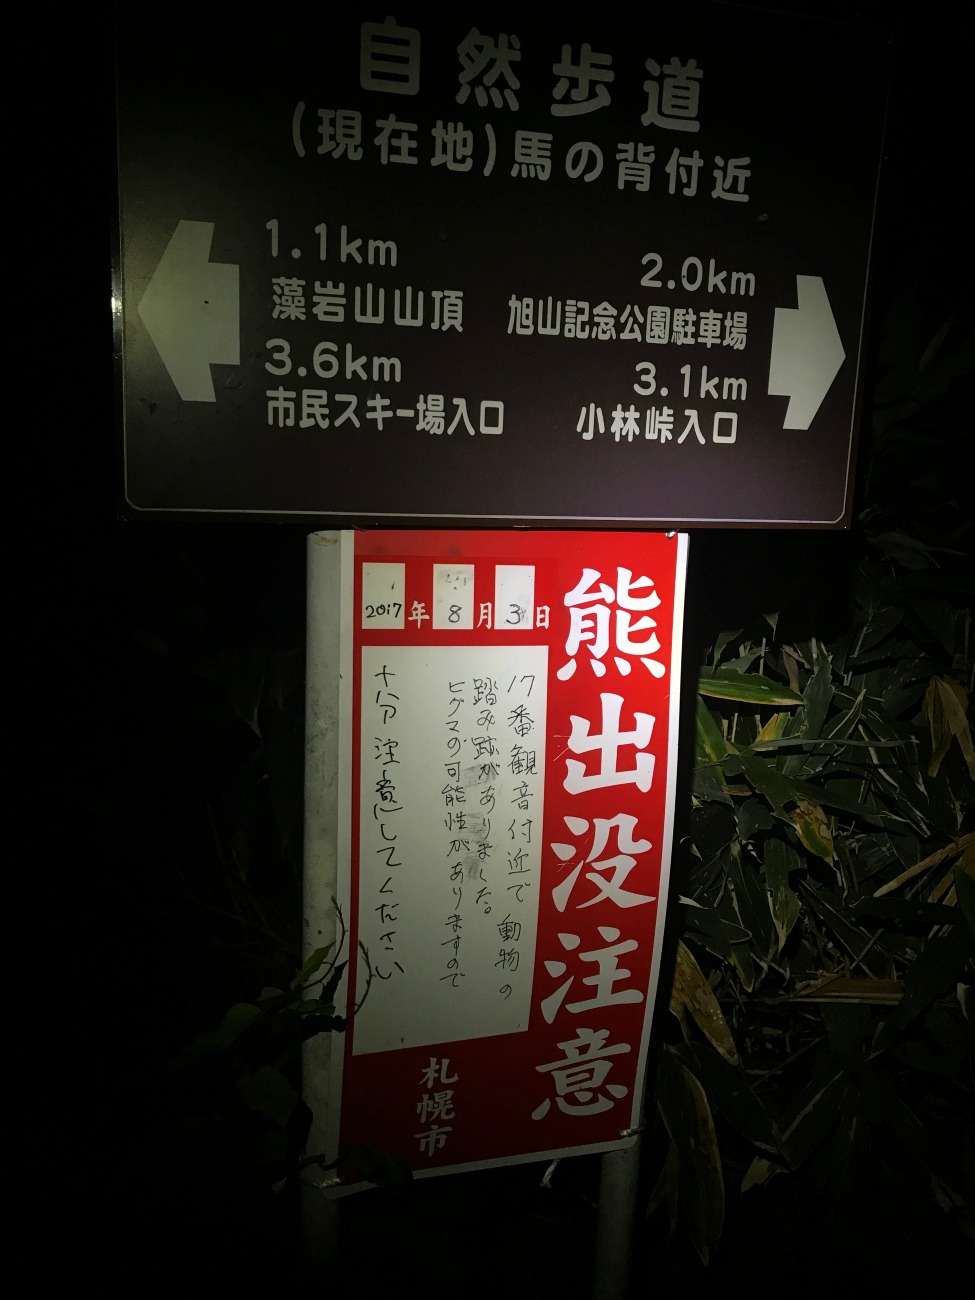 自然歩道
(現在地)馬の背付近
1.1km
藻岩山山頂
3.6km
市民スキー場入口
2.0km
旭山記念公園駐車場
3.1km
小林峠入口
熊出没注意
2017年8月3日
17番観音付近で動物の
踏み跡がありました。
ヒグマの可能性がありますので
十分注意してください
札幌市